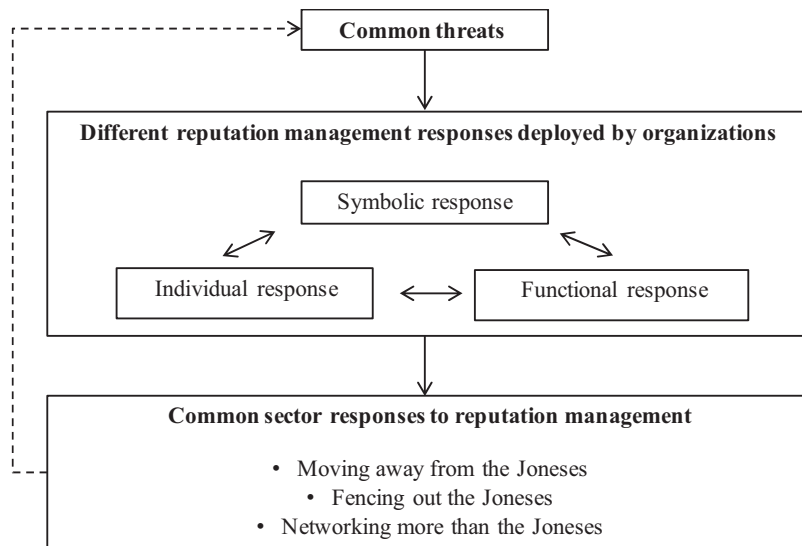 Common threats
Different reputation management responses deployed by organizations
Symbolic response
Individual response
Functional response
Common sector responses to reputation management
• Moving away from the Joneses
• Fencing out the Joneses
• Networking more than the Joneses